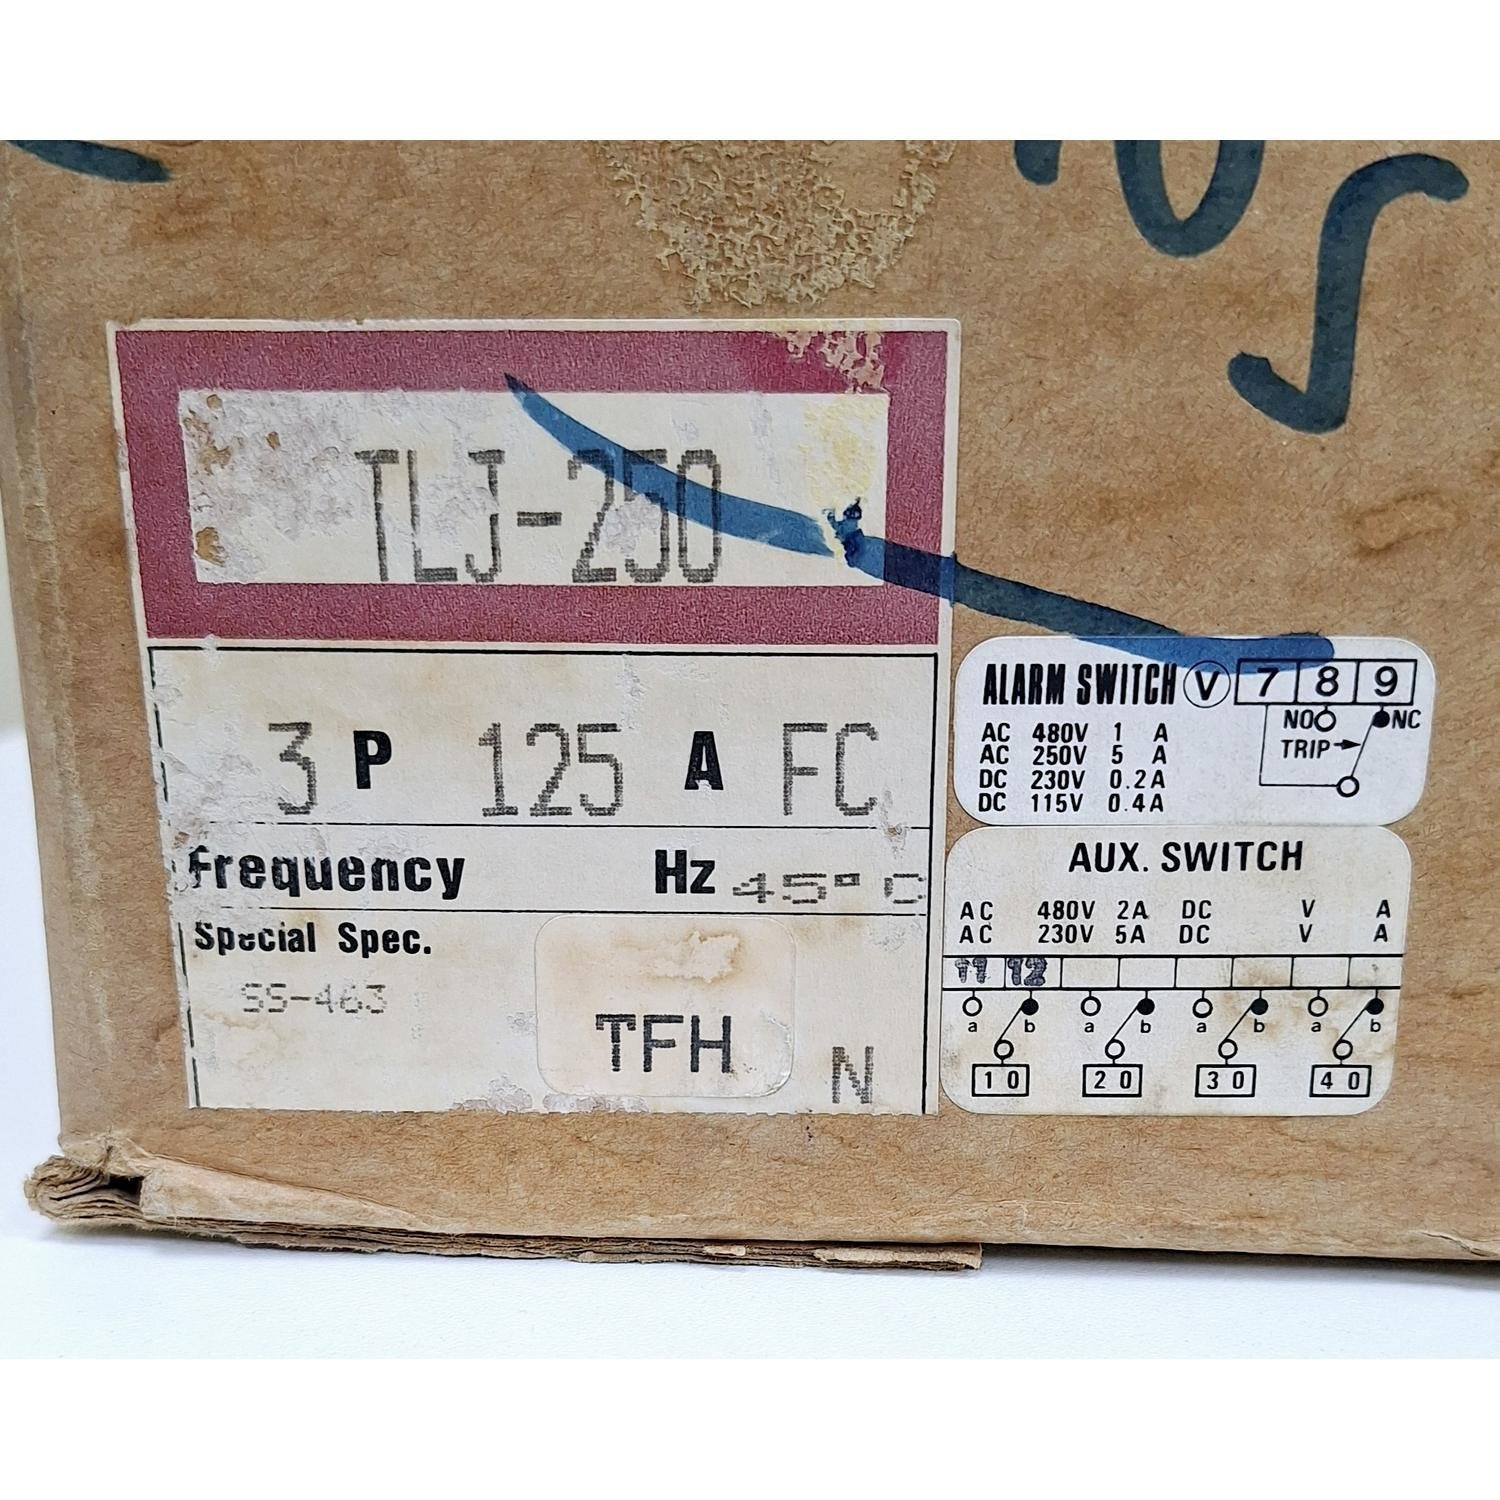 TLJ-250
3 P 125 A FC
Frequency Hz 45°C
Special Spec.
SS-463
TFH
N
ALARM SWITCH V 7 8 9
AC 480V 1 A
AC 250V 5 A
DC 230V 0.2A
DC 115V 0.4A
NO NC
TRIP
AUX. SWITCH
AC 480V 2A DC V A
AC 230V 5A DC V A
11 12
a b a b a b a b
10 20 30 40